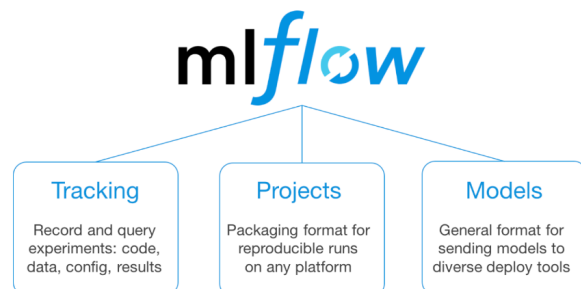 mlflow
Tracking
Record and query
experiments: code,
data, config, results
Projects
Packaging format for
reproducible runs
on any platform
Models
General format for
sending models to
diverse deploy tools